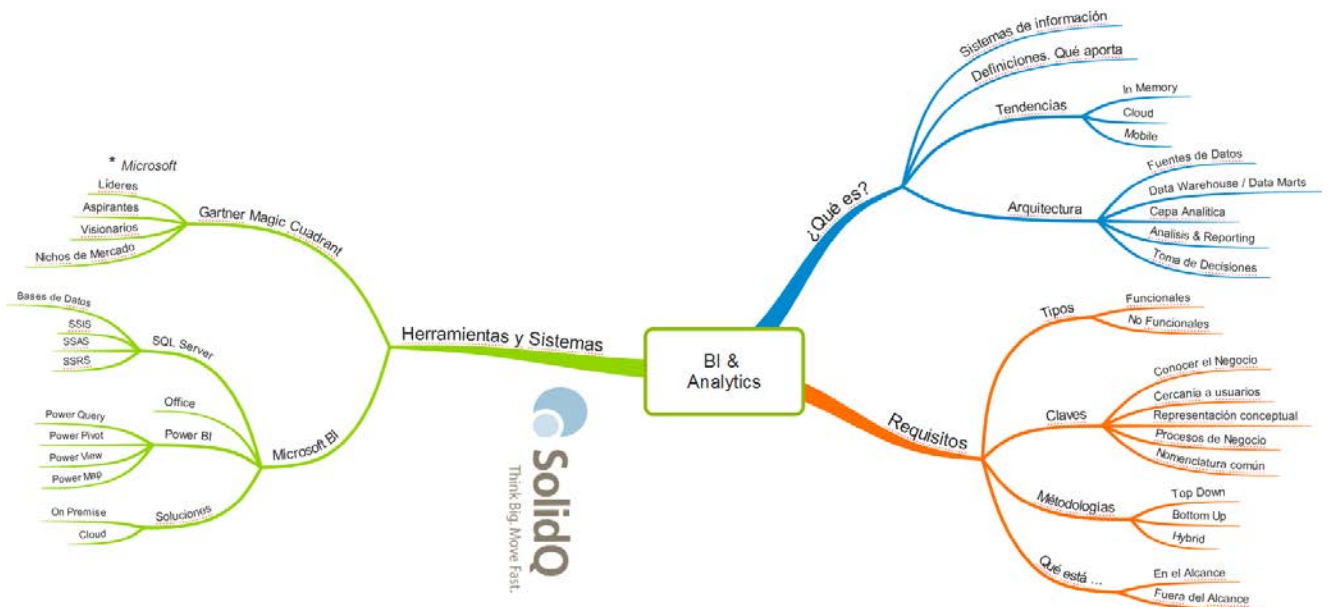 BI &
Analytics
¿Qué es?
Sistemas de información
Definiciones. Qué aporta
Tendencias
In Memory
Cloud
Mobile
Arquitectura
Fuentes de Datos
Data Warehouse / Data Marts
Capa Analítica
Analisis & Reporting
Toma de Decisiones
Requisitos
Tipos
Funcionales
No Funcionales
Claves
Conocer el Negocio
Cercanía a usuarios
Representación conceptual
Procesos de Negocio
Nomenclatura común
Métodologías
Top Down
Bottom Up
Hybrid
Qué está ...
En el Alcance
Fuera del Alcance
Herramientas y Sistemas
Gartner Magic Cuadrant
* Microsoft
Líderes
Aspirantes
Visionarios
Nichos de Mercado
Microsoft BI
SQL Server
Bases de Datos
SSIS
SSAS
SSRS
Office
Power BI
Power Query
Power Pivot
Power View
Power Map
Soluciones
On Premise
Cloud
SolidQ
Think Big. Move Fast.